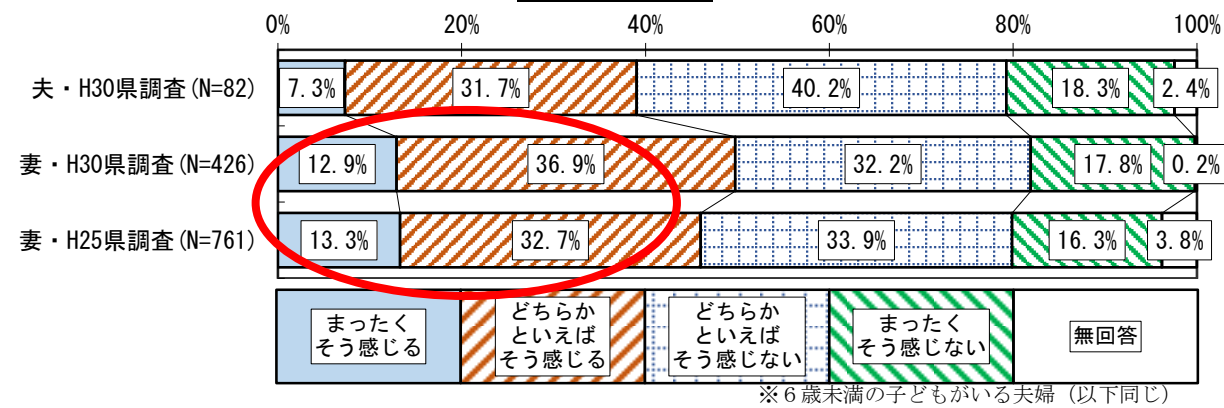 0% 20% 40% 60% 80% 100%
夫・H30県調査(N=82) 7.3% 31.7% 40.2% 18.3% 2.4%
妻・H30県調査(N=426) 12.9% 36.9% 32.2% 17.8% 0.2%
妻・H25県調査(N=761) 13.3% 32.7% 33.9% 16.3% 3.8%
まったく
そう感じる
どちらか
といえば
そう感じる
どちらか
といえば
そう感じない
まったく
そう感じない
無回答
※６歳未満の子どもがいる夫婦（以下同じ）